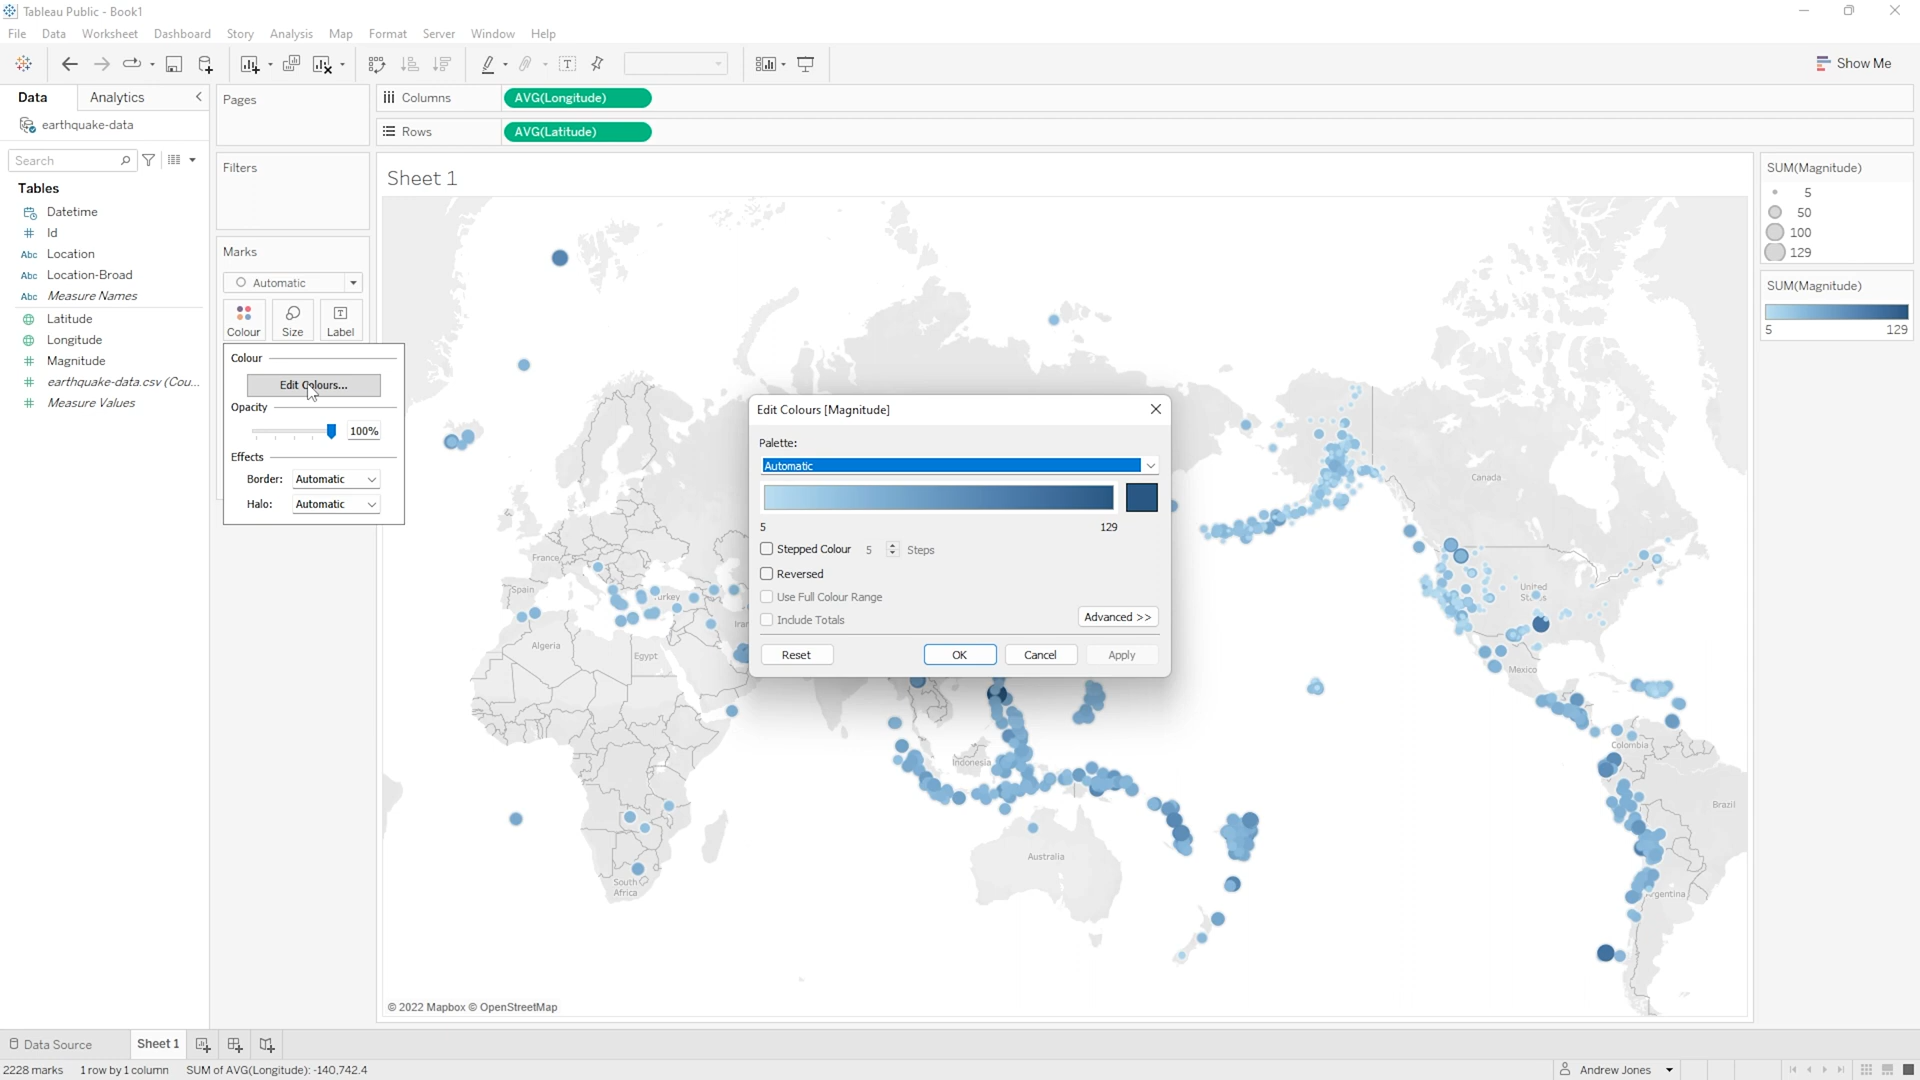 Tableau Public - Book1
File Data Worksheet Dashboard Story Analysis Map Format Server Window Help
Show Me
Data Analytics
earthquake-data
Search
Tables
Datetime
Id
Abc Location
Abc Location-Broad
Abc Measure Names
Latitude
Longitude
Magnitude
earthquake-data.csv (Cou...
Measure Values
Pages
Filters
Marks
Automatic
Colour Size Label
Colour
Edit Colours...
Opacity
100%
Effects
Border: Automatic
Halo: Automatic
Columns AVG(Longitude)
Rows AVG(Latitude)
Sheet 1
France
Spain
Algeria
Egypt
South
Africa
Indonesia
Australia
Canada
United
States
Mexico
Colombia
Brazil
© 2022 Mapbox © OpenStreetMap
Edit Colours [Magnitude]
Palette:
Automatic
5 129
Stepped Colour 5 Steps
Reversed
Use Full Colour Range
Include Totals
Advanced >>
Reset OK Cancel Apply
SUM(Magnitude)
5
50
100
129
SUM(Magnitude)
5 129
Data Source Sheet 1
2228 marks 1 row by 1 column SUM of AVG(Longitude): -140,742.4
Andrew Jones